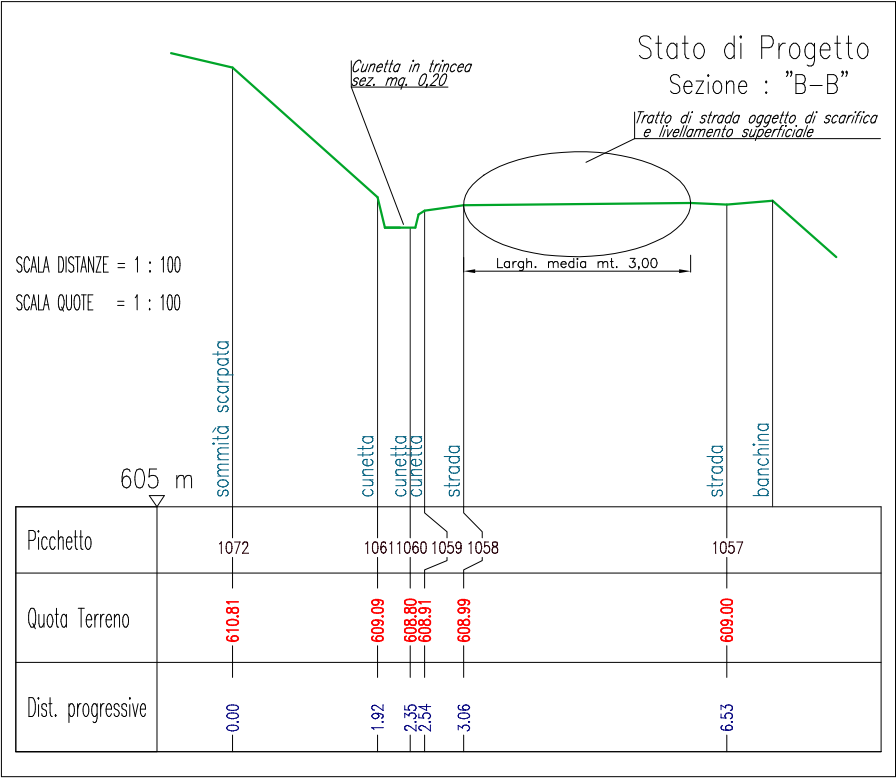 Stato di Progetto
Sezione : "B-B"
Cunetta in trincea
sez. mq. 0,20
Tratto di strada oggetto di scarifica
e livellamento superficiale
SCALA DISTANZE = 1 : 100
SCALA QUOTE = 1 : 100
Largh. media mt. 3,00
605 m
sommità scarpata
cunetta
cunetta
cunetta
strada
strada
banchina
Picchetto 1072 1061 1060 1059 1058 1057
Quota Terreno 610.81 609.09 608.80 608.91 608.99 609.00
Dist. progressive 0.00 1.92 2.35 2.54 3.06 6.53